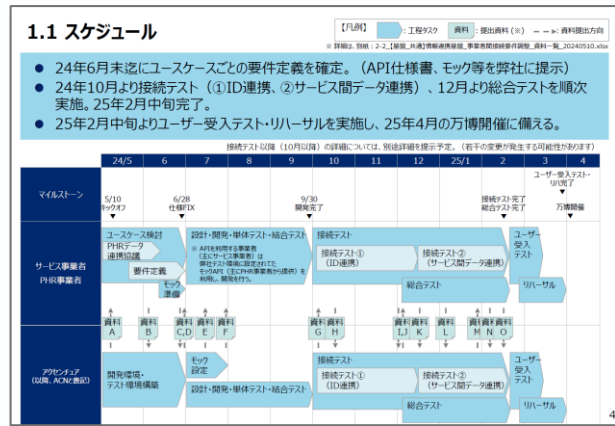 1.1 スケジュール
【凡例】 :工程タスク 資料 :提出資料(※) :資料提出方向
※ 詳細は、別紙:2-2_【基盤_共通】情報連携基盤_事業者間接続要件調整_資料一覧_20240510.xlsx
● 24年6月末迄にユースケースごとの要件定義を確定。(API仕様書、モック等を弊社に提示)
● 24年10月より接続テスト(①ID連携、②サービス間データ連携)、12月より総合テストを順次
実施。25年2月中旬完了。
● 25年2月中旬よりユーザー受入テスト・リハーサルを実施し、25年4月の万博開催に備える。
接続テスト以降(10月以降)の詳細については、別途詳細を提示予定。(若干の変更が発生する可能性があります)
24/5 6 7 8 9 10 11 12 25/1 2 3 4
マイルストーン
ユーザー受入テスト・
リハ完了
5/10
キックオフ
6/28
仕様FIX
9/30
開発完了
接続テスト完了
総合テスト完了
万博開催
サービス事業者
PHR事業者
ユースケース検討
PHRデータ
連携協議
要件定義
モック
準備
設計・開発・単体テスト・結合テスト
※ APIを利用する事業者
(主にサービス事業者)は
弊社テスト環境に設定されてた
モックAPI(主にPHR事業者から提供)を
利用し、開発を行う。
接続テスト
接続テスト①
(ID連携)
接続テスト②
(サービス間データ連携)
総合テスト
ユーザー
受入
テスト
リハーサル
資料
A
資料
B
資料
C,D
資料
E
資料
F
資料
G
資料
H
資料
I,J
資料
K
資料
L
資料
M
資料
N
資料
O
アクセンチュア
(以降、ACNと表記)
開発環境・
テスト環境構築
モック
設定
設計・開発・単体テスト・結合テスト
接続テスト
接続テスト①
(ID連携)
接続テスト②
(サービス間データ連携)
総合テスト
ユーザー
受入
テスト
リハーサル
4